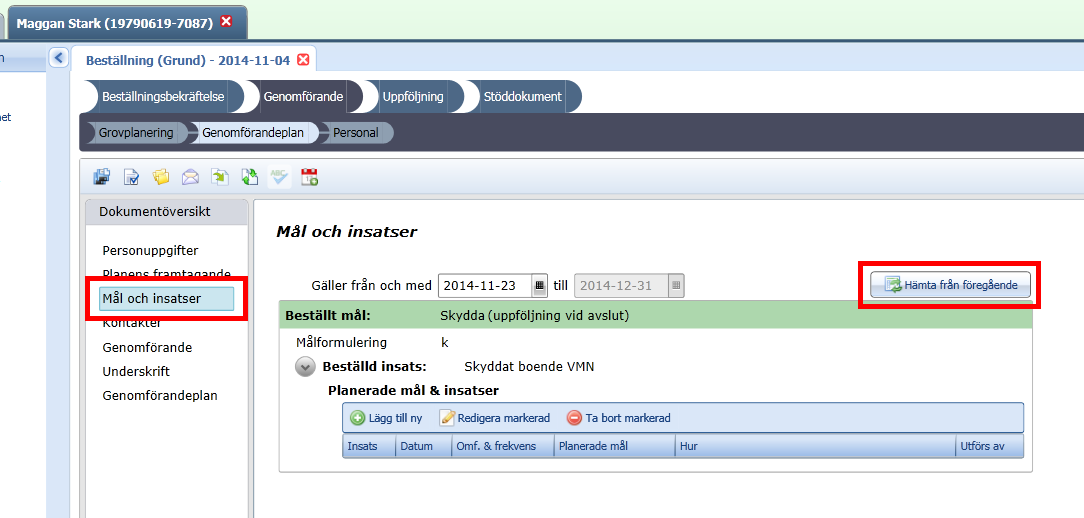 Maggan Stark (19790619-7087)
n
Beställning (Grund) - 2014-11-04
Beställningsbekräftelse Genomförande Uppföljning Stöddokument
et
Grovplanering Genomförandeplan Personal
Dokumentöversikt
Personuppgifter
Planens framtagande
Mål och insatser
Kontakter
Genomförande
Underskrift
Genomförandeplan
Mål och insatser
Gäller från och med 2014-11-23 till 2014-12-31 Hämta från föregående
Beställt mål: Skydda (uppföljning vid avslut)
Målformulering k
Beställd insats: Skyddat boende VMN
Planerade mål & insatser
Lägg till ny Redigera markerad Ta bort markerad
Insats Datum Omf. & frekvens Planerade mål Hur Utförs av